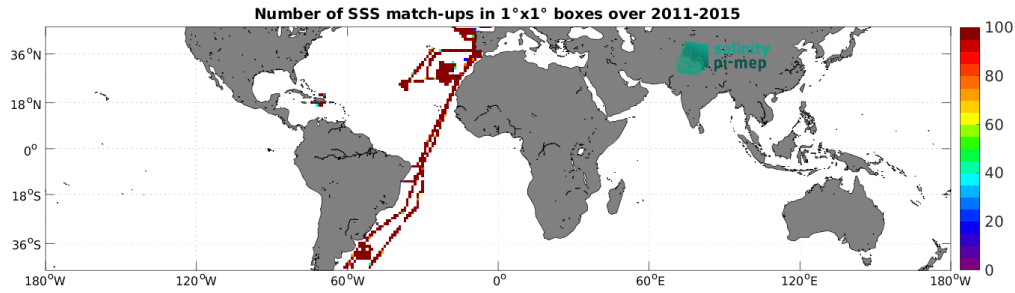 Number of SSS match-ups in 1°x1° boxes over 2011-2015
36°N
18°N
0°
18°S
36°S
180°W
120°W
60°W
0°
60°E
120°E
180°W
salinity
pi-mep
100
80
60
40
20
0